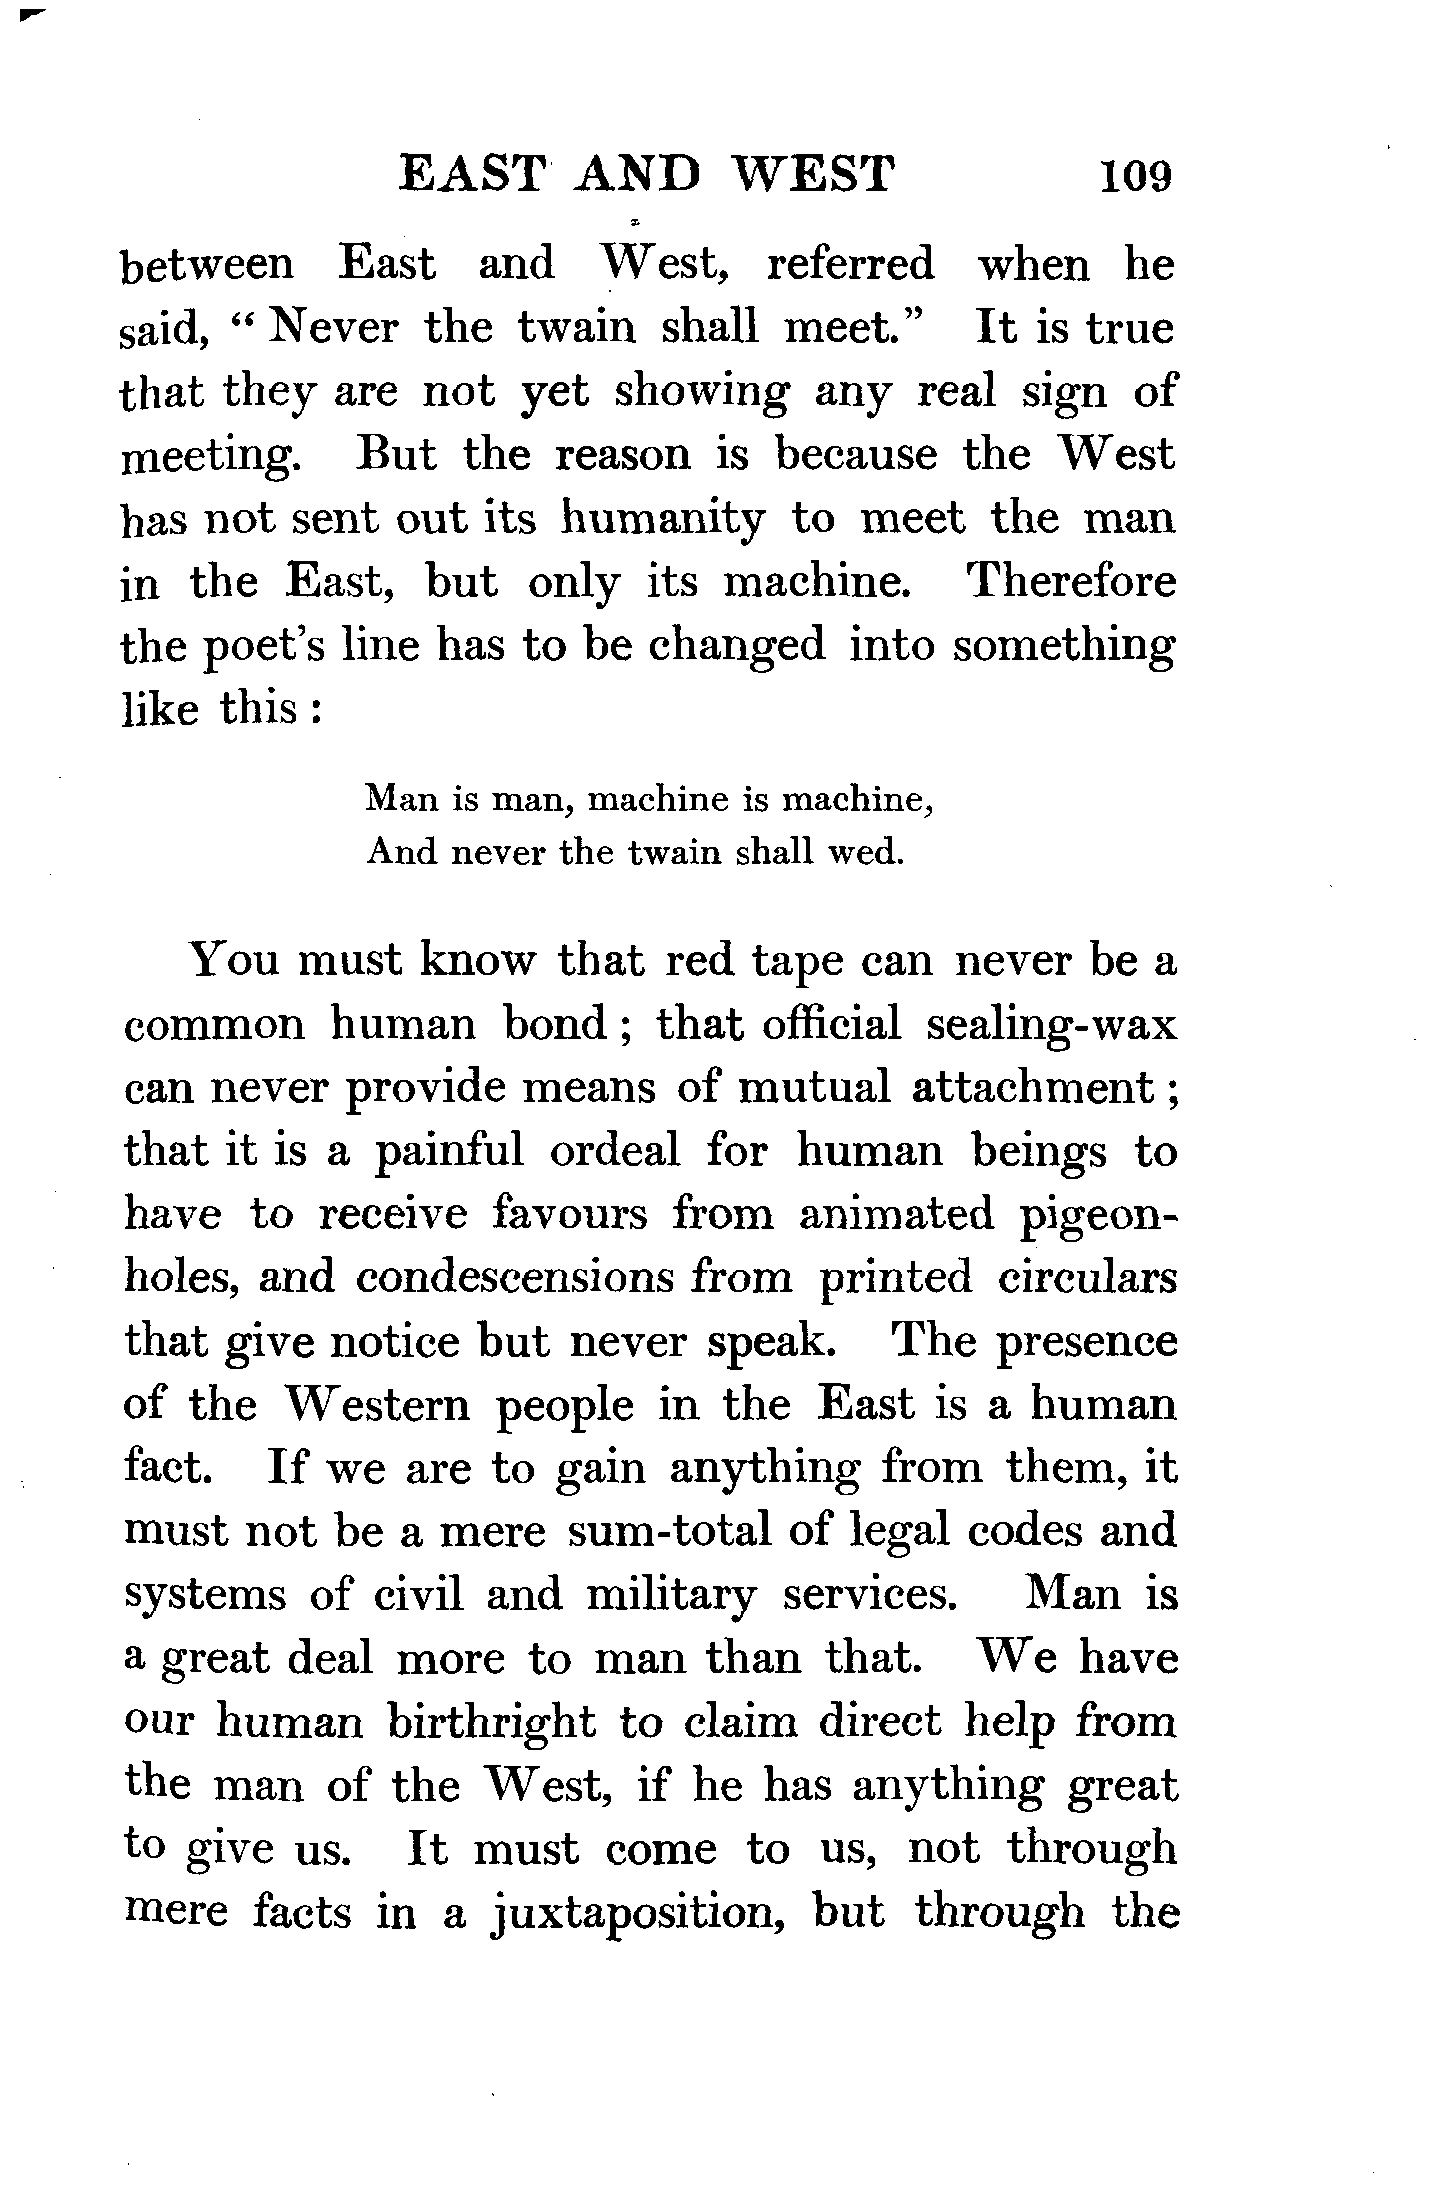 EAST AND WEST 109
between East and West, referred when he
said, “ Never the twain shall meet.” It is true
that they are not yet showing any real sign of
meeting. But the reason is because the West
has not sent out its humanity to meet the man
in the East, but only its machine. Therefore
the poet’s line has to be changed into something
like this :
Man is man, machine is machine,
And never the twain shall wed.
You must know that red tape can never be a
common human bond ; that official sealing-wax
can never provide means of mutual attachment ;
that it is a painful ordeal for human beings to
have to receive favours from animated pigeon-
holes, and condescensions from printed circulars
that give notice but never speak. The presence
of the Western people in the East is a human
fact. If we are to gain anything from them, it
must not be a mere sum-total of legal codes and
systems of civil and military services. Man is
a great deal more to man than that. We have
our human birthright to claim direct help from
the man of the West, if he has anything great
to give us. It must come to us, not through
mere facts in a juxtaposition, but through the